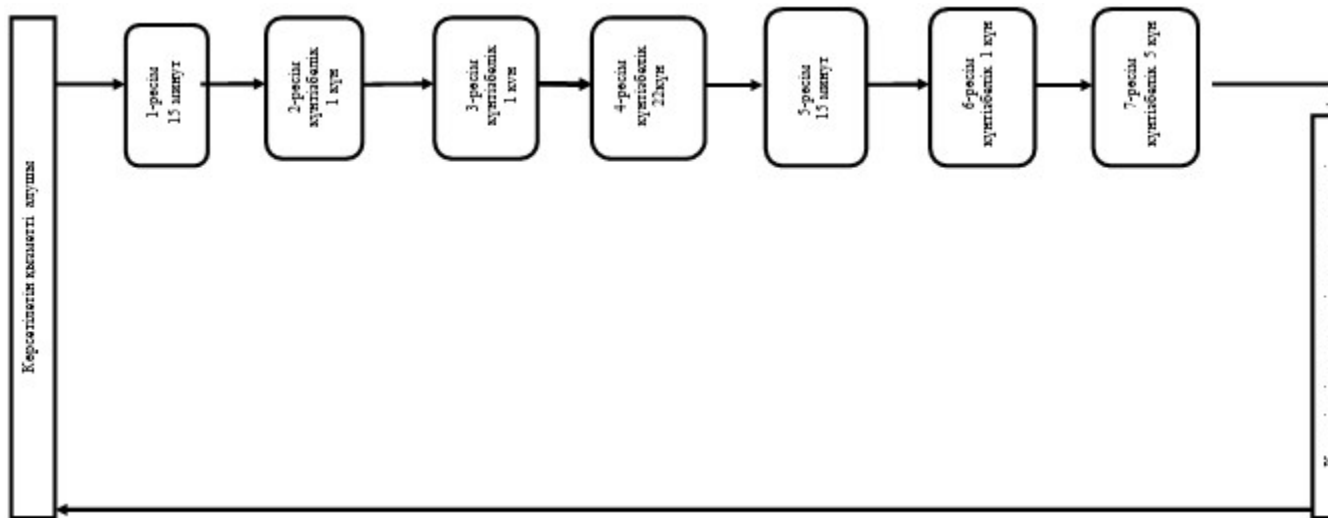 Көрсетілетін қызметті алушы
1-рәсім
15 минут
2-рәсім
күнтізбелік
1 күн
3-рәсім
күнтізбелік
1 күн
4-рәсім
күнтізбелік
22күн
5-рәсім
15 минут
6-рәсім
күнтізбелік 1 күн
7-рәсім
күнтізбелік 5 күн